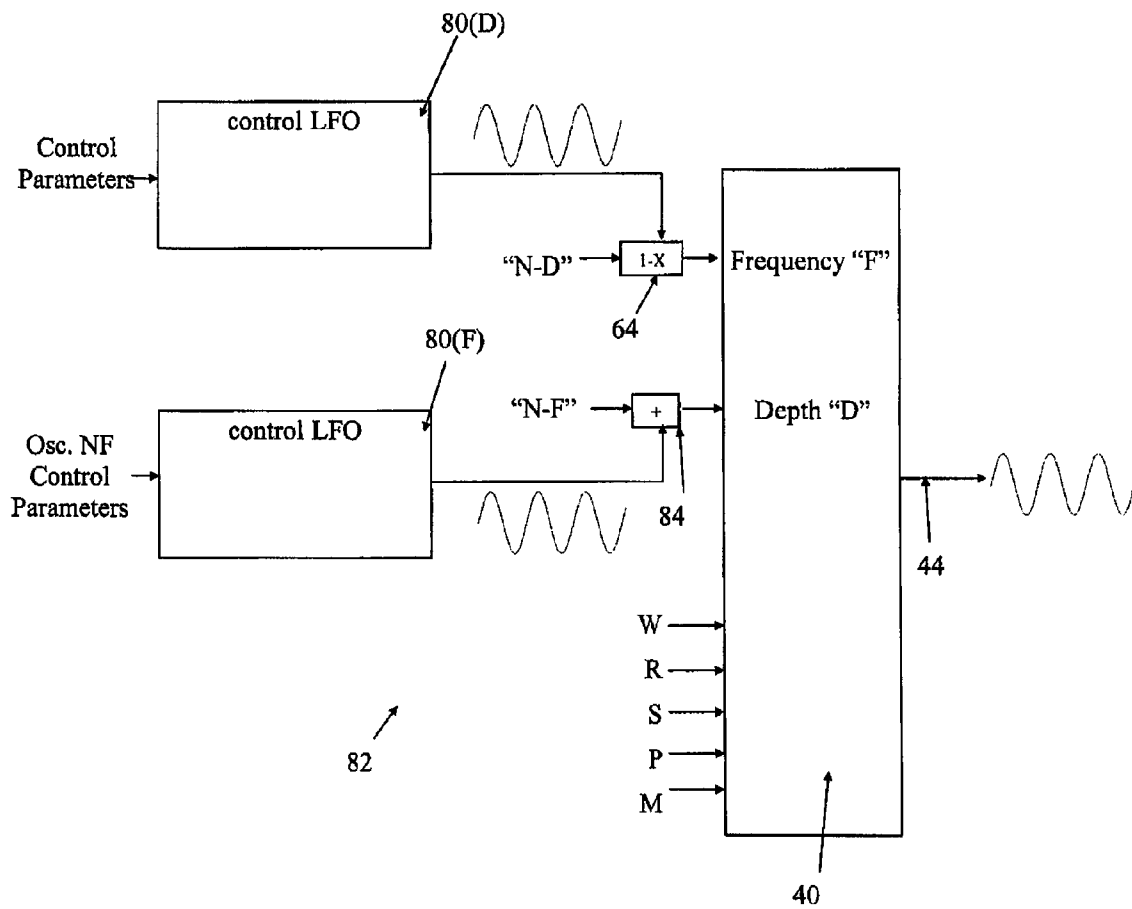 80(D)
control LFO
Control
Parameters
“N-D”
1-X
Frequency “F”
64
80(F)
“N-F”
+
Depth “D”
control LFO
Osc. NF
Control
Parameters
84
44
W
R
S
82
P
M
40